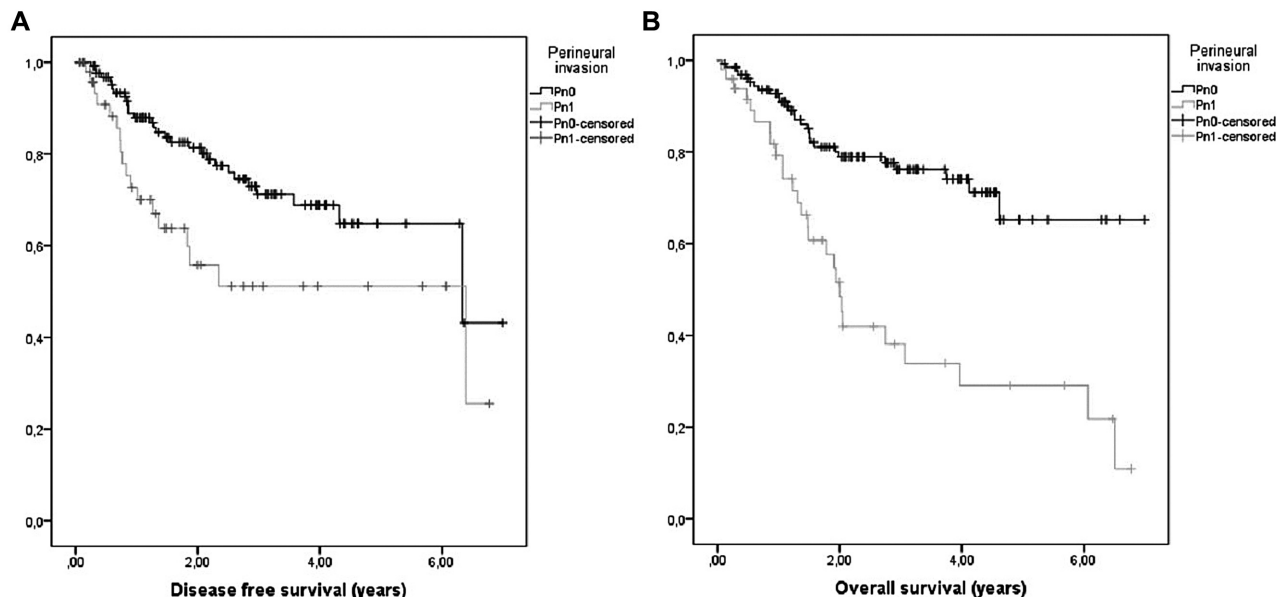 A
Perineural
invasion
Pn0
Pn1
Pn0-censored
Pn1-censored
1,0
0,8
0,6
0,4
0,2
0,0
,00 2,00 4,00 6,00
Disease free survival (years)
B
Perineural
invasion
Pn0
Pn1
Pn0-censored
Pn1-censored
1,0
0,8
0,6
0,4
0,2
0,0
,00 2,00 4,00 6,00
Overall survival (years)